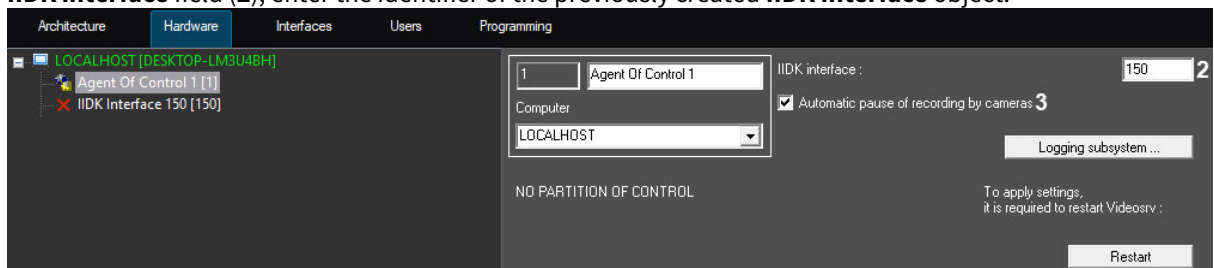 IIDK interface field (2), enter the identifier of the previously created IIDK interface object.
Architecture Hardware Interfaces Users Programming
LOCALHOST [DESKTOP-LM3U4BH]
Agent Of Control 1 [1]
IIDK Interface 150 [150]
1 Agent Of Control 1
Computer
LOCALHOST
IIDK interface : 150 2
Automatic pause of recording by cameras 3
Logging subsystem ...
NO PARTITION OF CONTROL
To apply settings,
it is required to restart Videosrv :
Restart